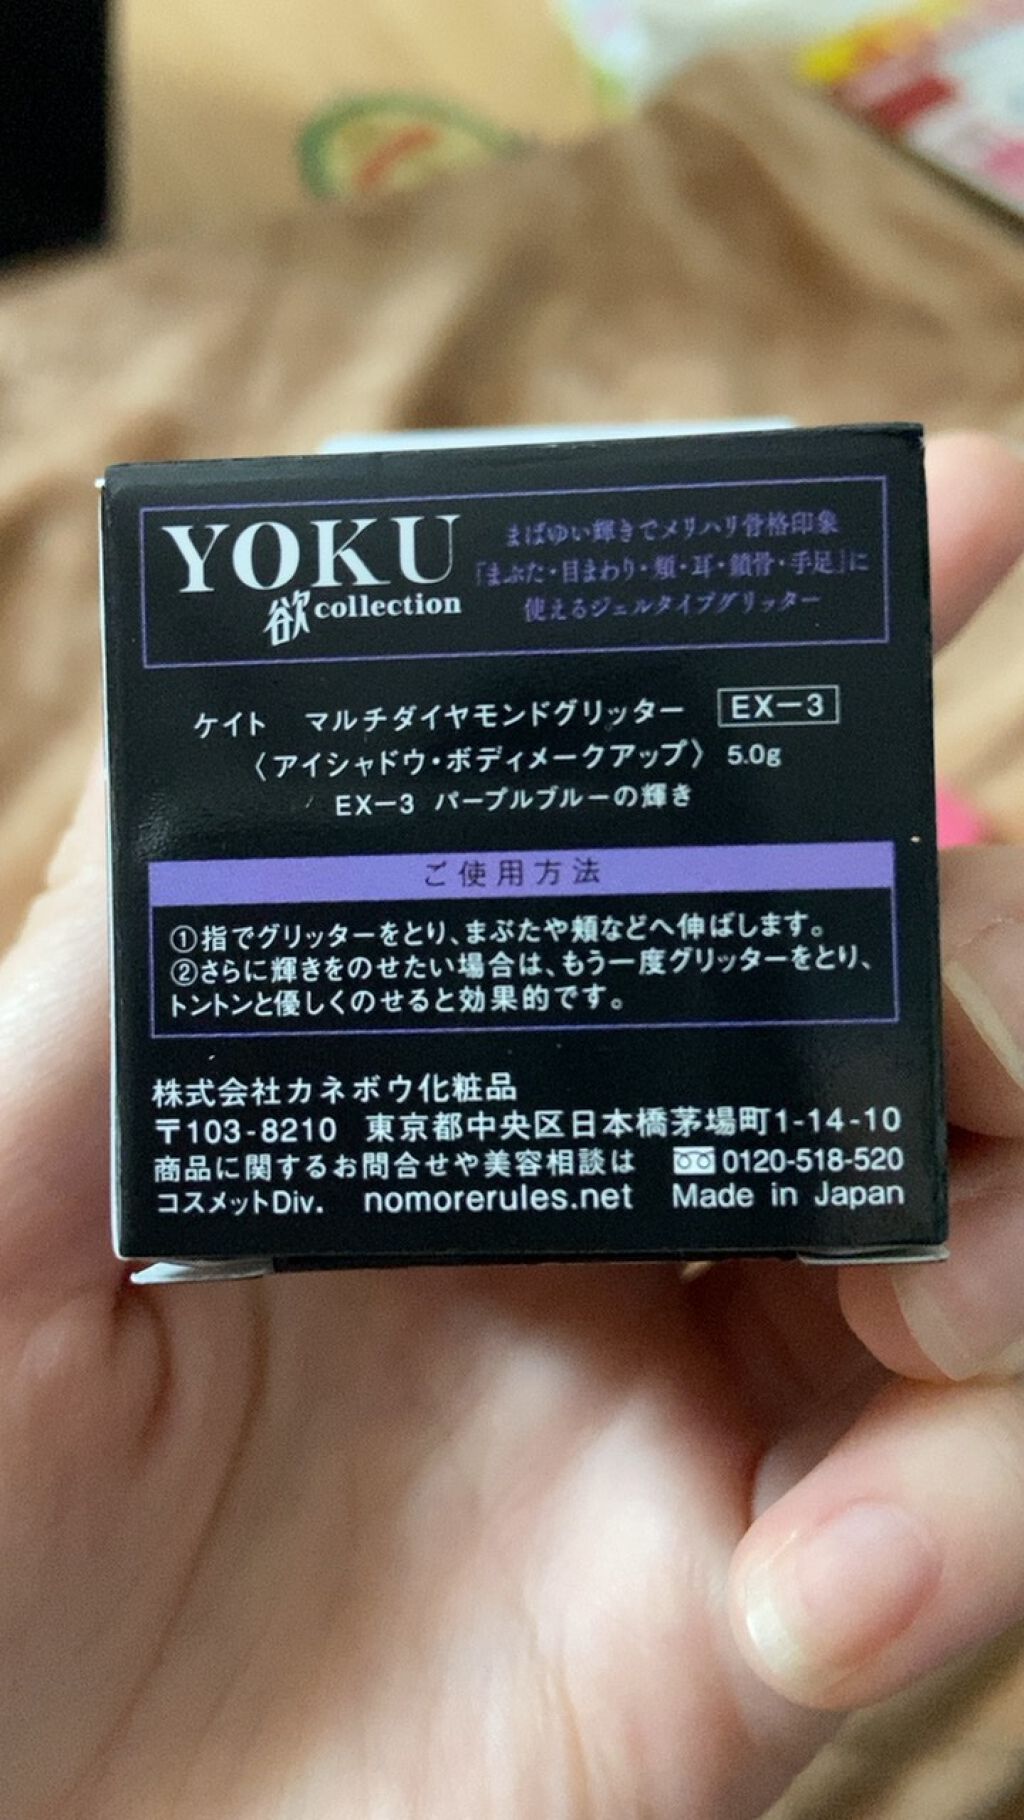 YOKU
欲collection
まばゆい輝きでメリハリ骨格印象
「まぶた・目まわり・頬・耳・鎖骨・手足」に
使えるジェルタイプグリッター
ケイト マルチダイヤモンドグリッター EX-3
〈アイシャドウ・ボディメークアップ〉 5.0g
EX-3 パープルブルーの輝き
ご使用方法
①指でグリッターをとり、まぶたや頬などへ伸ばします。
②さらに輝きをのせたい場合は、もう一度グリッターをとり、
トントンと優しくのせると効果的です。
株式会社カネボウ化粧品
〒103-8210 東京都中央区日本橋茅場町1-14-10
商品に関するお問合せや美容相談は 0120-518-520
コスメットDiv. nomorerules.net Made in Japan